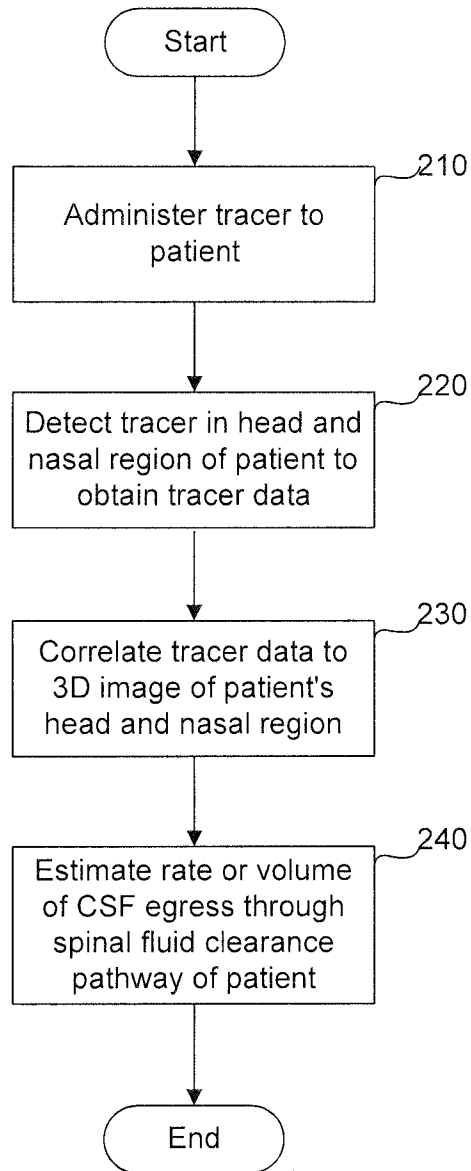 Start
210
Administer tracer to
patient
220
Detect tracer in head and
nasal region of patient to
obtain tracer data
230
Correlate tracer data to
3D image of patient's
head and nasal region
240
Estimate rate or volume
of CSF egress through
spinal fluid clearance
pathway of patient
End